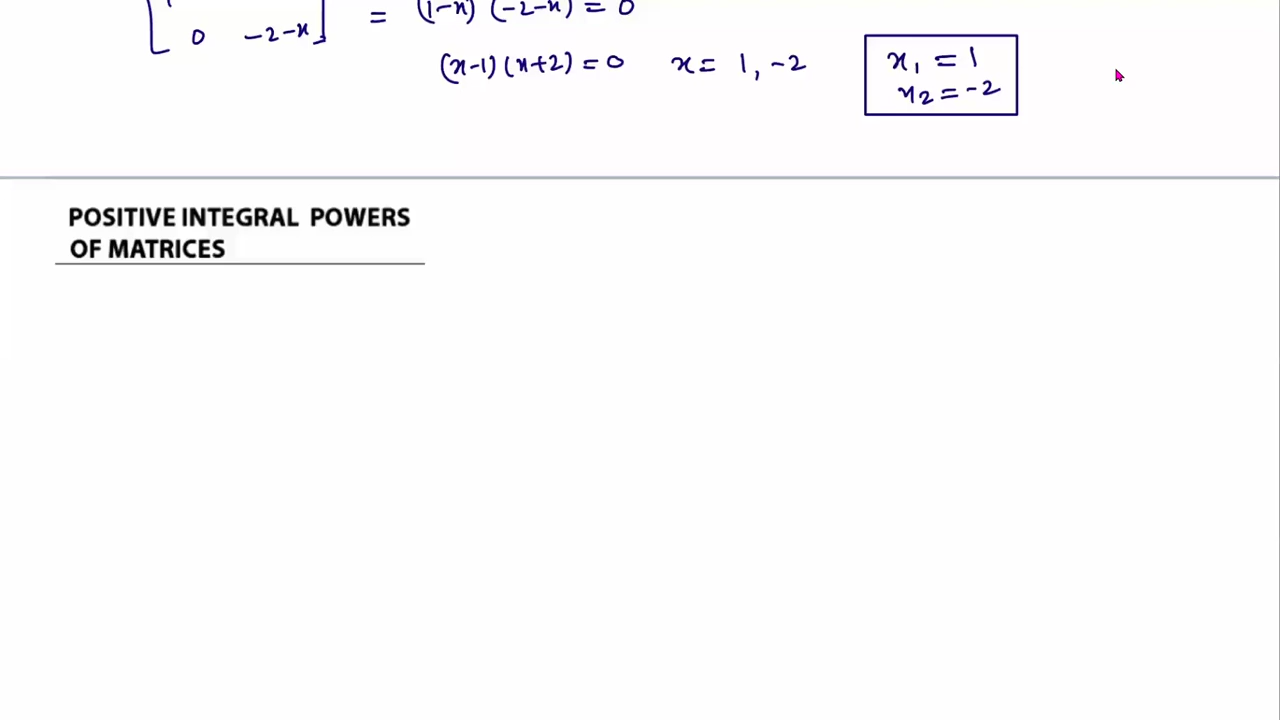 = (1-x) (-2-x) = 0
0 -2-x
(x-1) (x+2) = 0 x = 1, -2
x₁ = 1
x₂ = -2
POSITIVE INTEGRAL POWERS
OF MATRICES